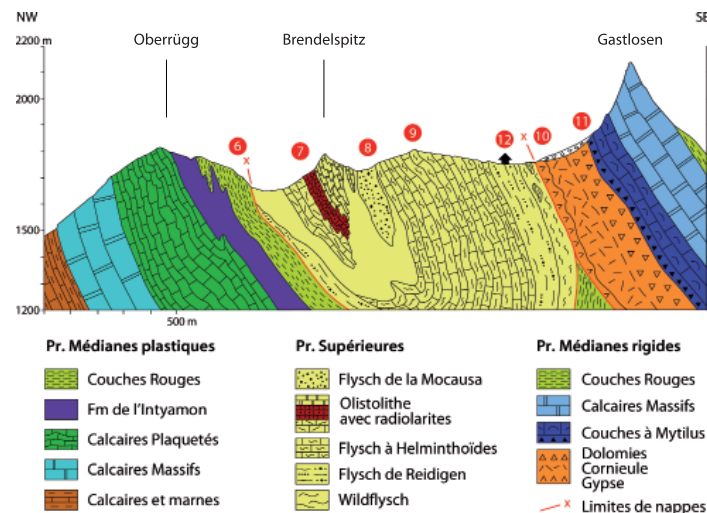 NW
SE
Oberrügg
Brendelspitz
Gastlosen
2200 m
2000
1500
1200
500 m
6
x
7
8
9
12
x
10
11
Pr. Médianes plastiques
Couches Rouges
Fm de l'Intyamon
Calcaires Plaquetés
Calcaires Massifs
Calcaires et marnes
Pr. Supérieures
Flysch de la Mocausa
Olistolithe
avec radiolarites
Flysch à Helminthoïdes
Flysch de Reidigen
Wildflysch
Pr. Médianes rigides
Couches Rouges
Calcaires Massifs
Couches à Mytilus
Dolomies
Cornieule
Gypse
x Limites de nappes